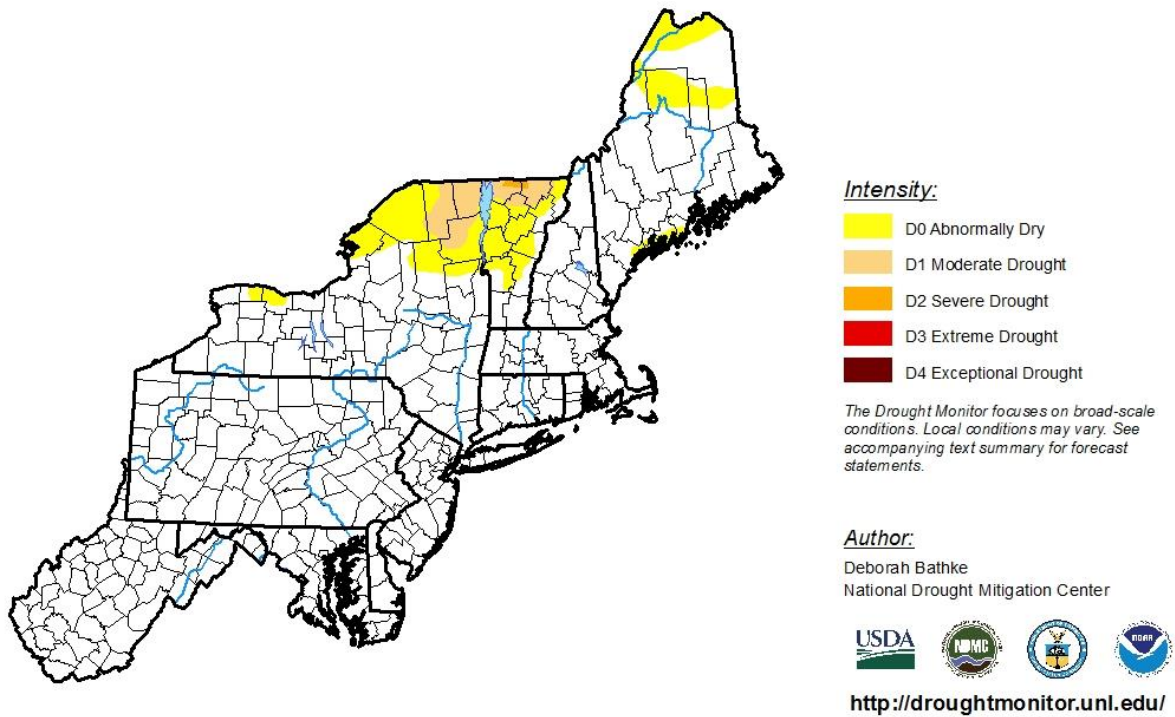 Intensity:
D0 Abnormally Dry
D1 Moderate Drought
D2 Severe Drought
D3 Extreme Drought
D4 Exceptional Drought
The Drought Monitor focuses on broad-scale
conditions. Local conditions may vary. See
accompanying text summary for forecast
statements.
Author:
Deborah Bathke
National Drought Mitigation Center
USDA
NDMC
NOAA
http://droughtmonitor.unl.edu/